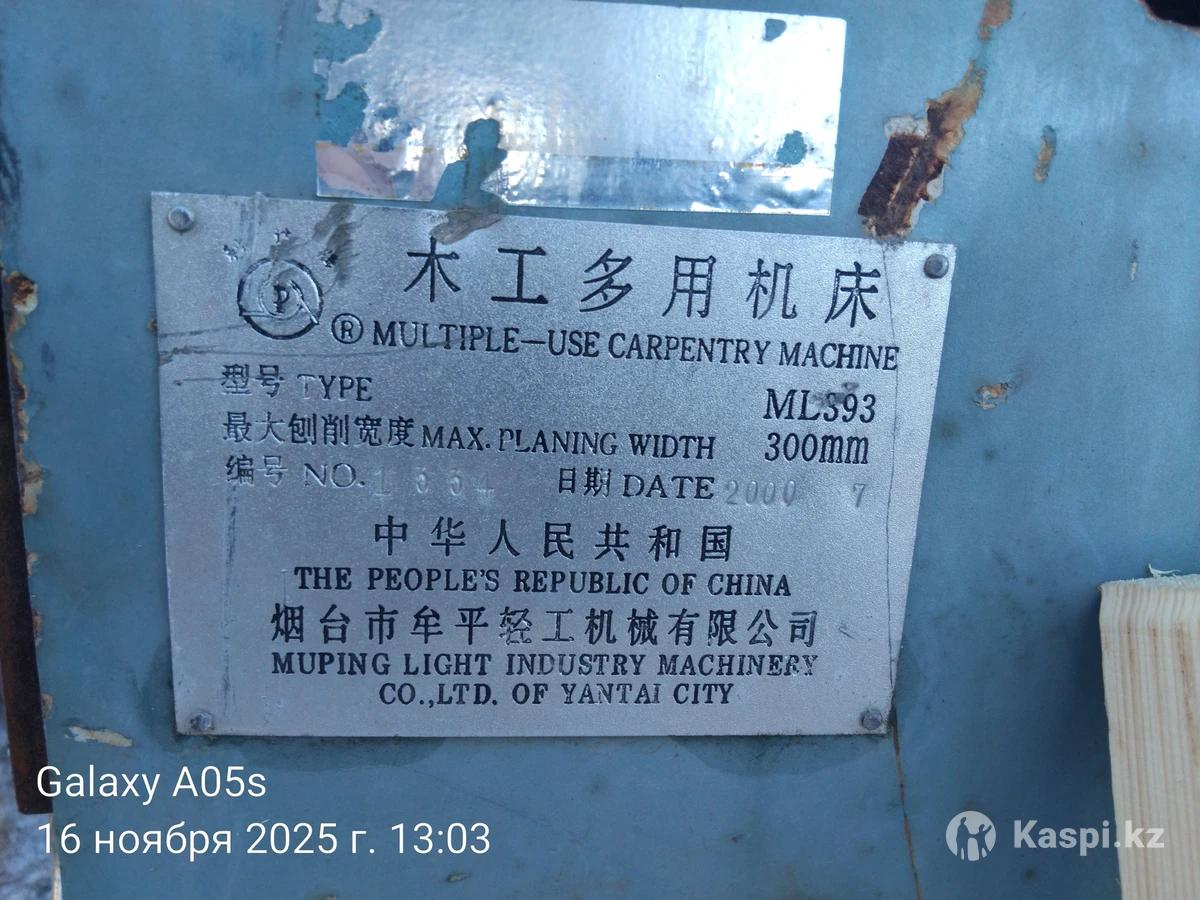 木工多用机床
P
® MULTIPLE-USE CARPENTRY MACHINE
型号 TYPE ML393
最大刨削宽度 MAX. PLANING WIDTH 300mm
编号 NO. 日期 DATE 2000 7
中华人民共和国
THE PEOPLE'S REPUBLIC OF CHINA
烟台市牟平轻工机械有限公司
MUPING LIGHT INDUSTRY MACHINERY
CO.,LTD. OF YANTAI CITY
Galaxy A05s
16 ноября 2025 г. 13:03
Kaspi.kz